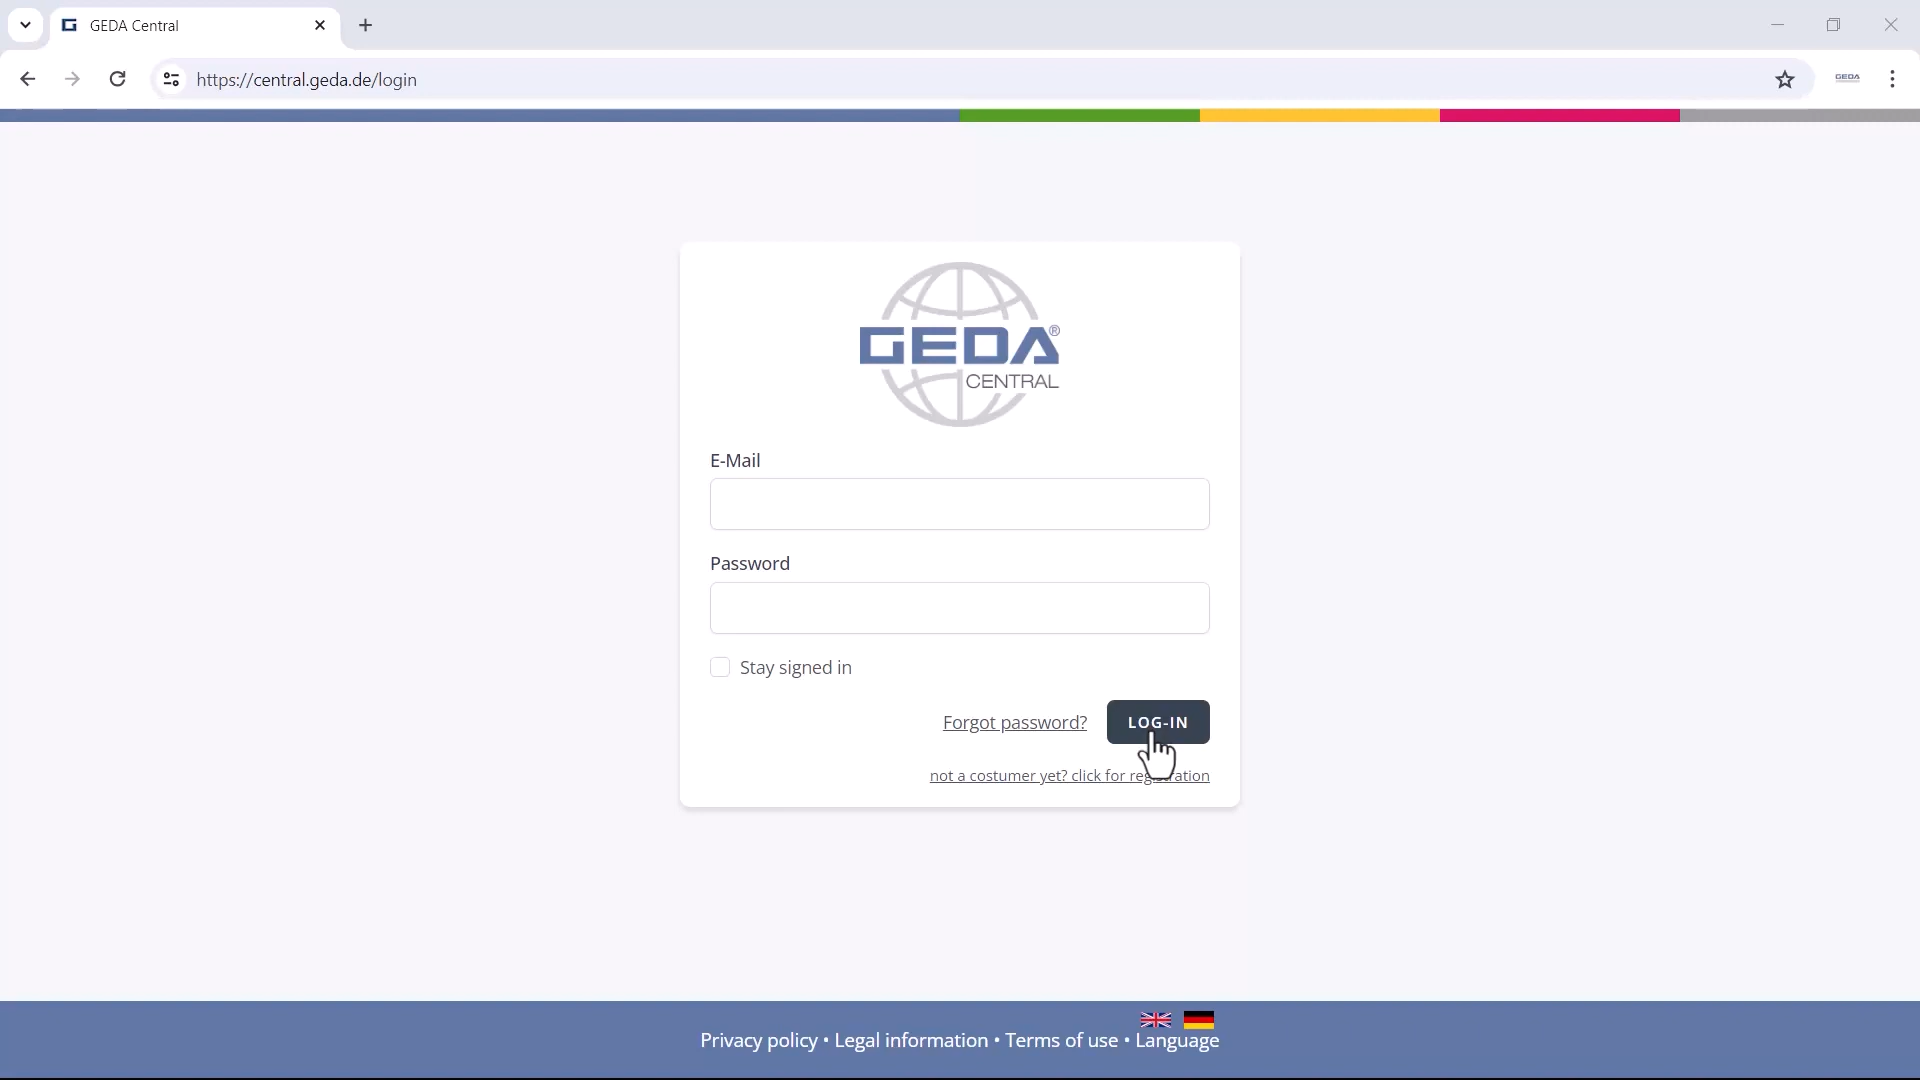 GEDA Central
https://central.geda.de/login
GEDA
GEDA®
CENTRAL
E-Mail
Password
Stay signed in
Forgot password?
LOG-IN
not a costumer yet? click for registration
Privacy policy • Legal information • Terms of use • Language